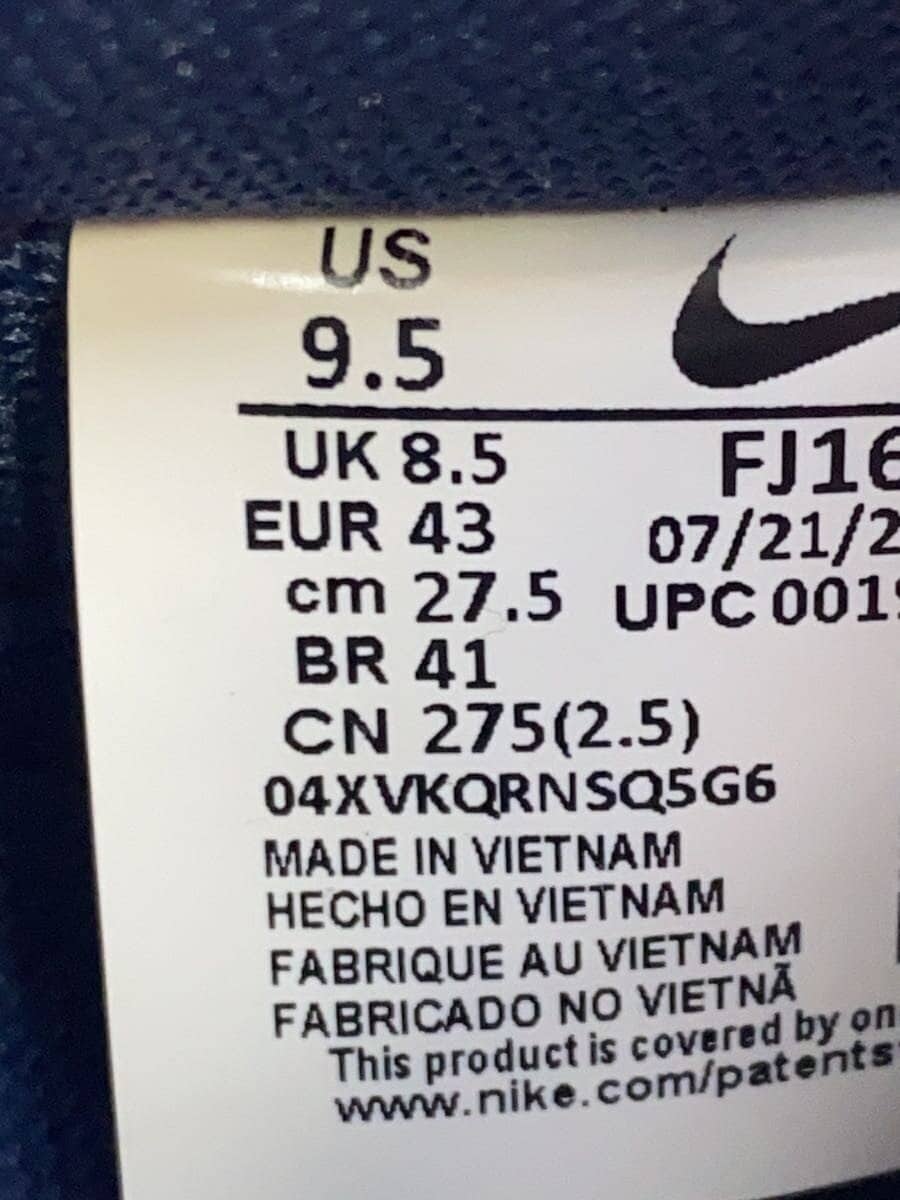 US
9.5
UK 8.5
FJ16
EUR 43
07/21/2
cm 27.5
UPC 001
BR 41
CN 275(2.5)
04XVKQRNSQ5G6
MADE IN VIETNAM
HECHO EN VIETNAM
FABRIQUE AU VIETNAM
FABRICADO NO VIETNÃ
This product is covered by on
www.nike.com/patents